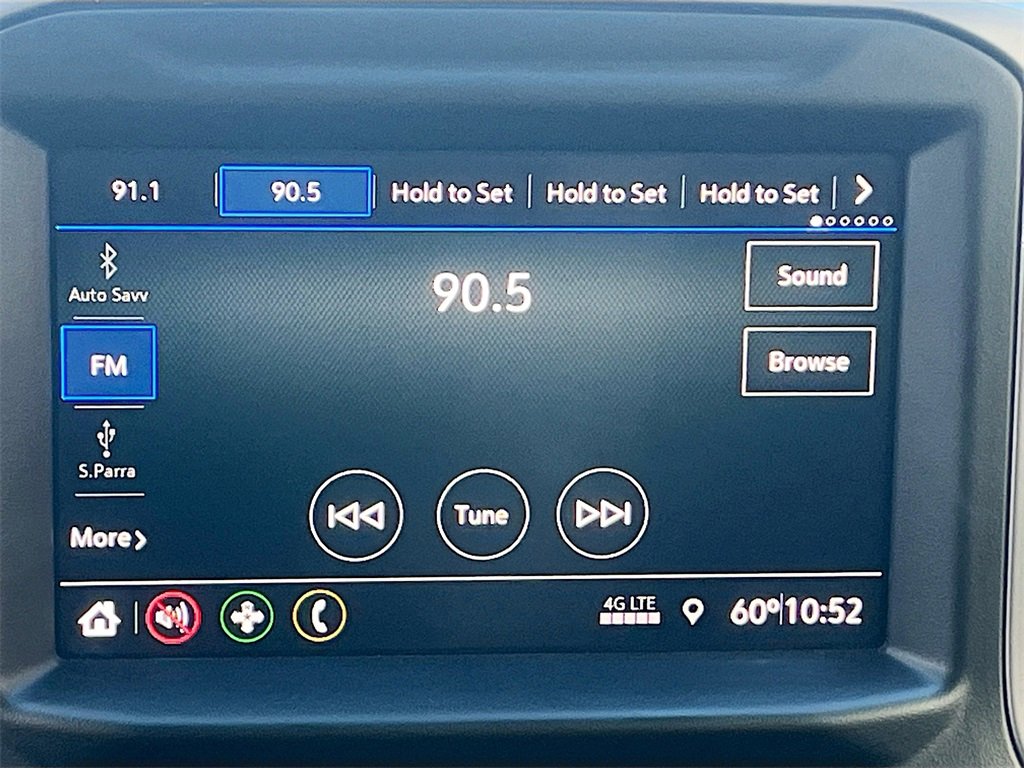 91.1 90.5 Hold to Set Hold to Set Hold to Set
Auto Savv
90.5
Sound
FM
Browse
S.Parra
More
Tune
4G LTE
60° 10:52